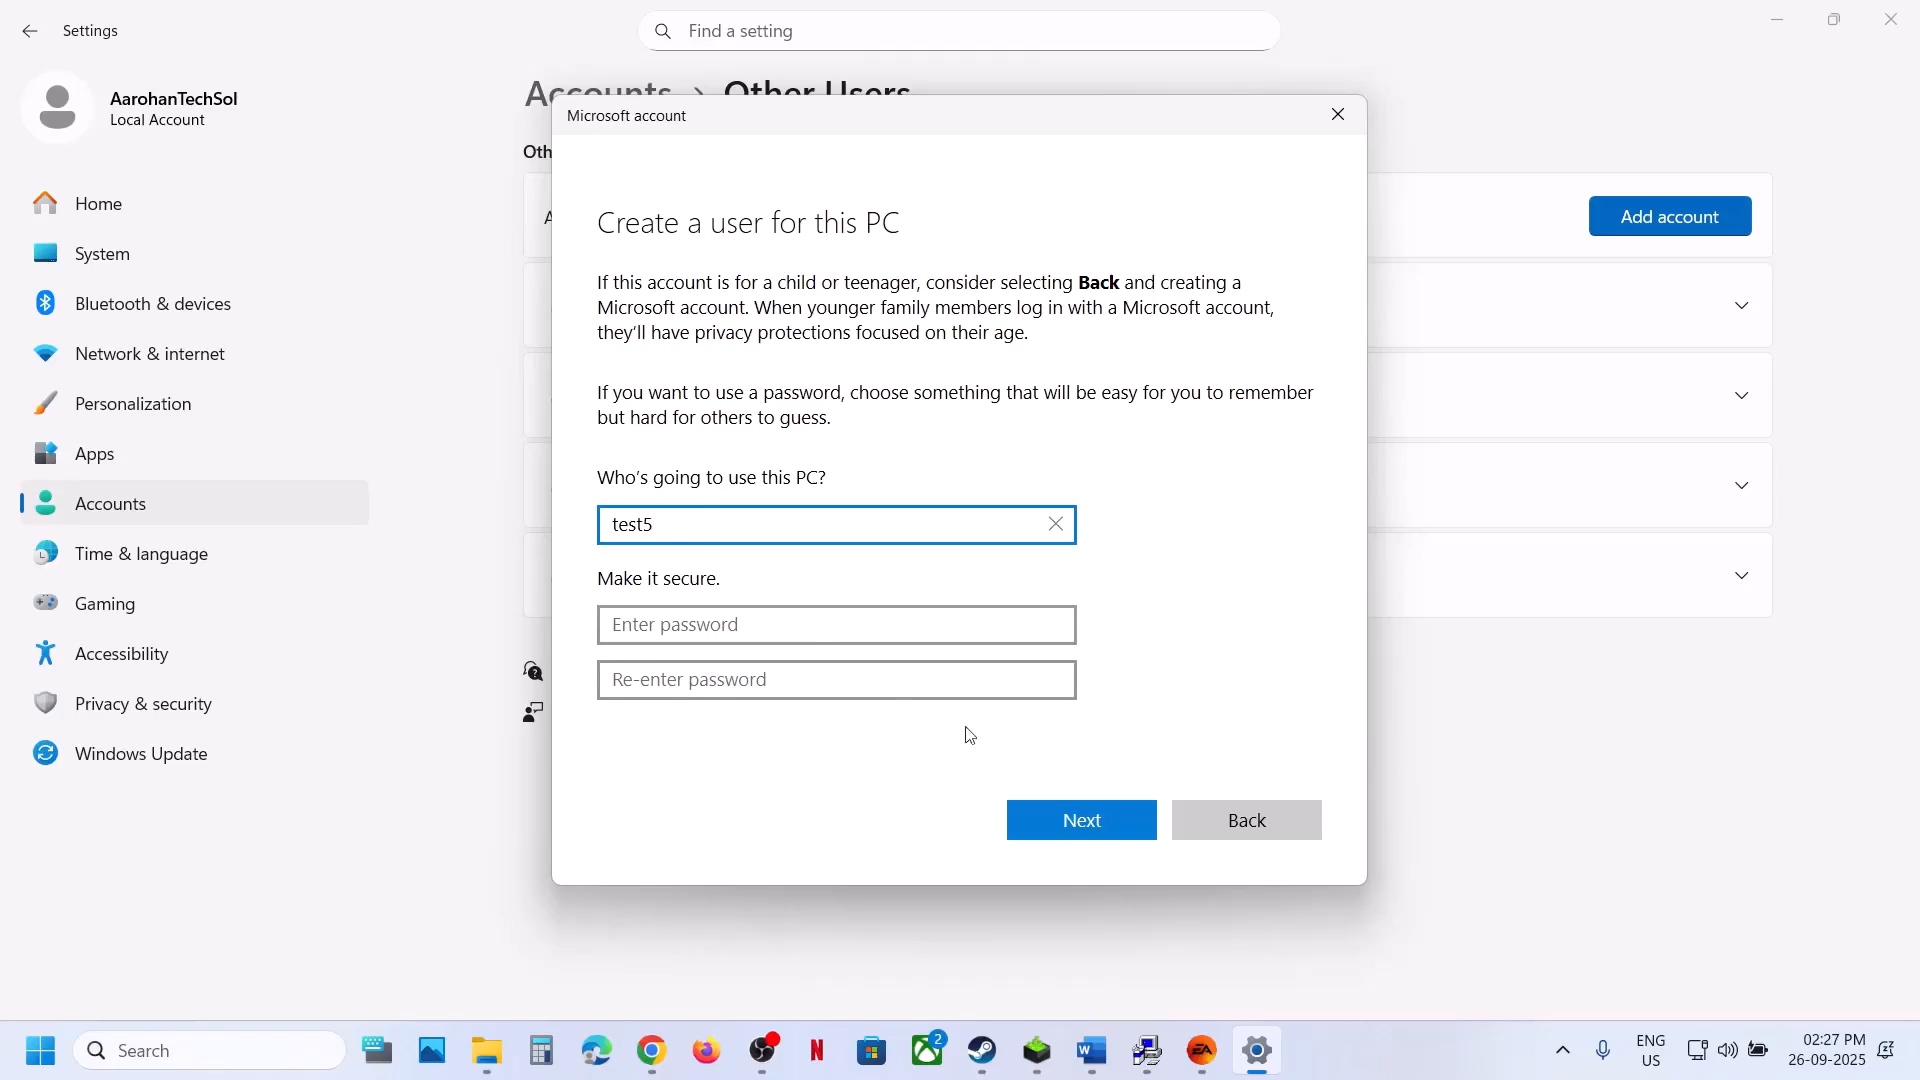 Settings
Find a setting
AarohanTechSol
Local Account
Home
System
Bluetooth & devices
Network & internet
Personalization
Apps
Accounts
Time & language
Gaming
Accessibility
Privacy & security
Windows Update
Accounts > Other Users
Oth
Add account
Microsoft account
Create a user for this PC
If this account is for a child or teenager, consider selecting Back and creating a
Microsoft account. When younger family members log in with a Microsoft account,
they'll have privacy protections focused on their age.
If you want to use a password, choose something that will be easy for you to remember
but hard for others to guess.
Who's going to use this PC?
test5
Make it secure.
Enter password
Re-enter password
Next
Back
Search
2
ENG
US
02:27 PM
26-09-2025